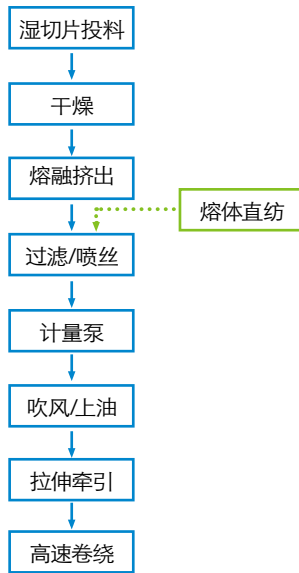 湿切片投料
干燥
熔融挤出
熔体直纺
过滤/喷丝
计量泵
吹风/上油
拉伸牵引
高速卷绕